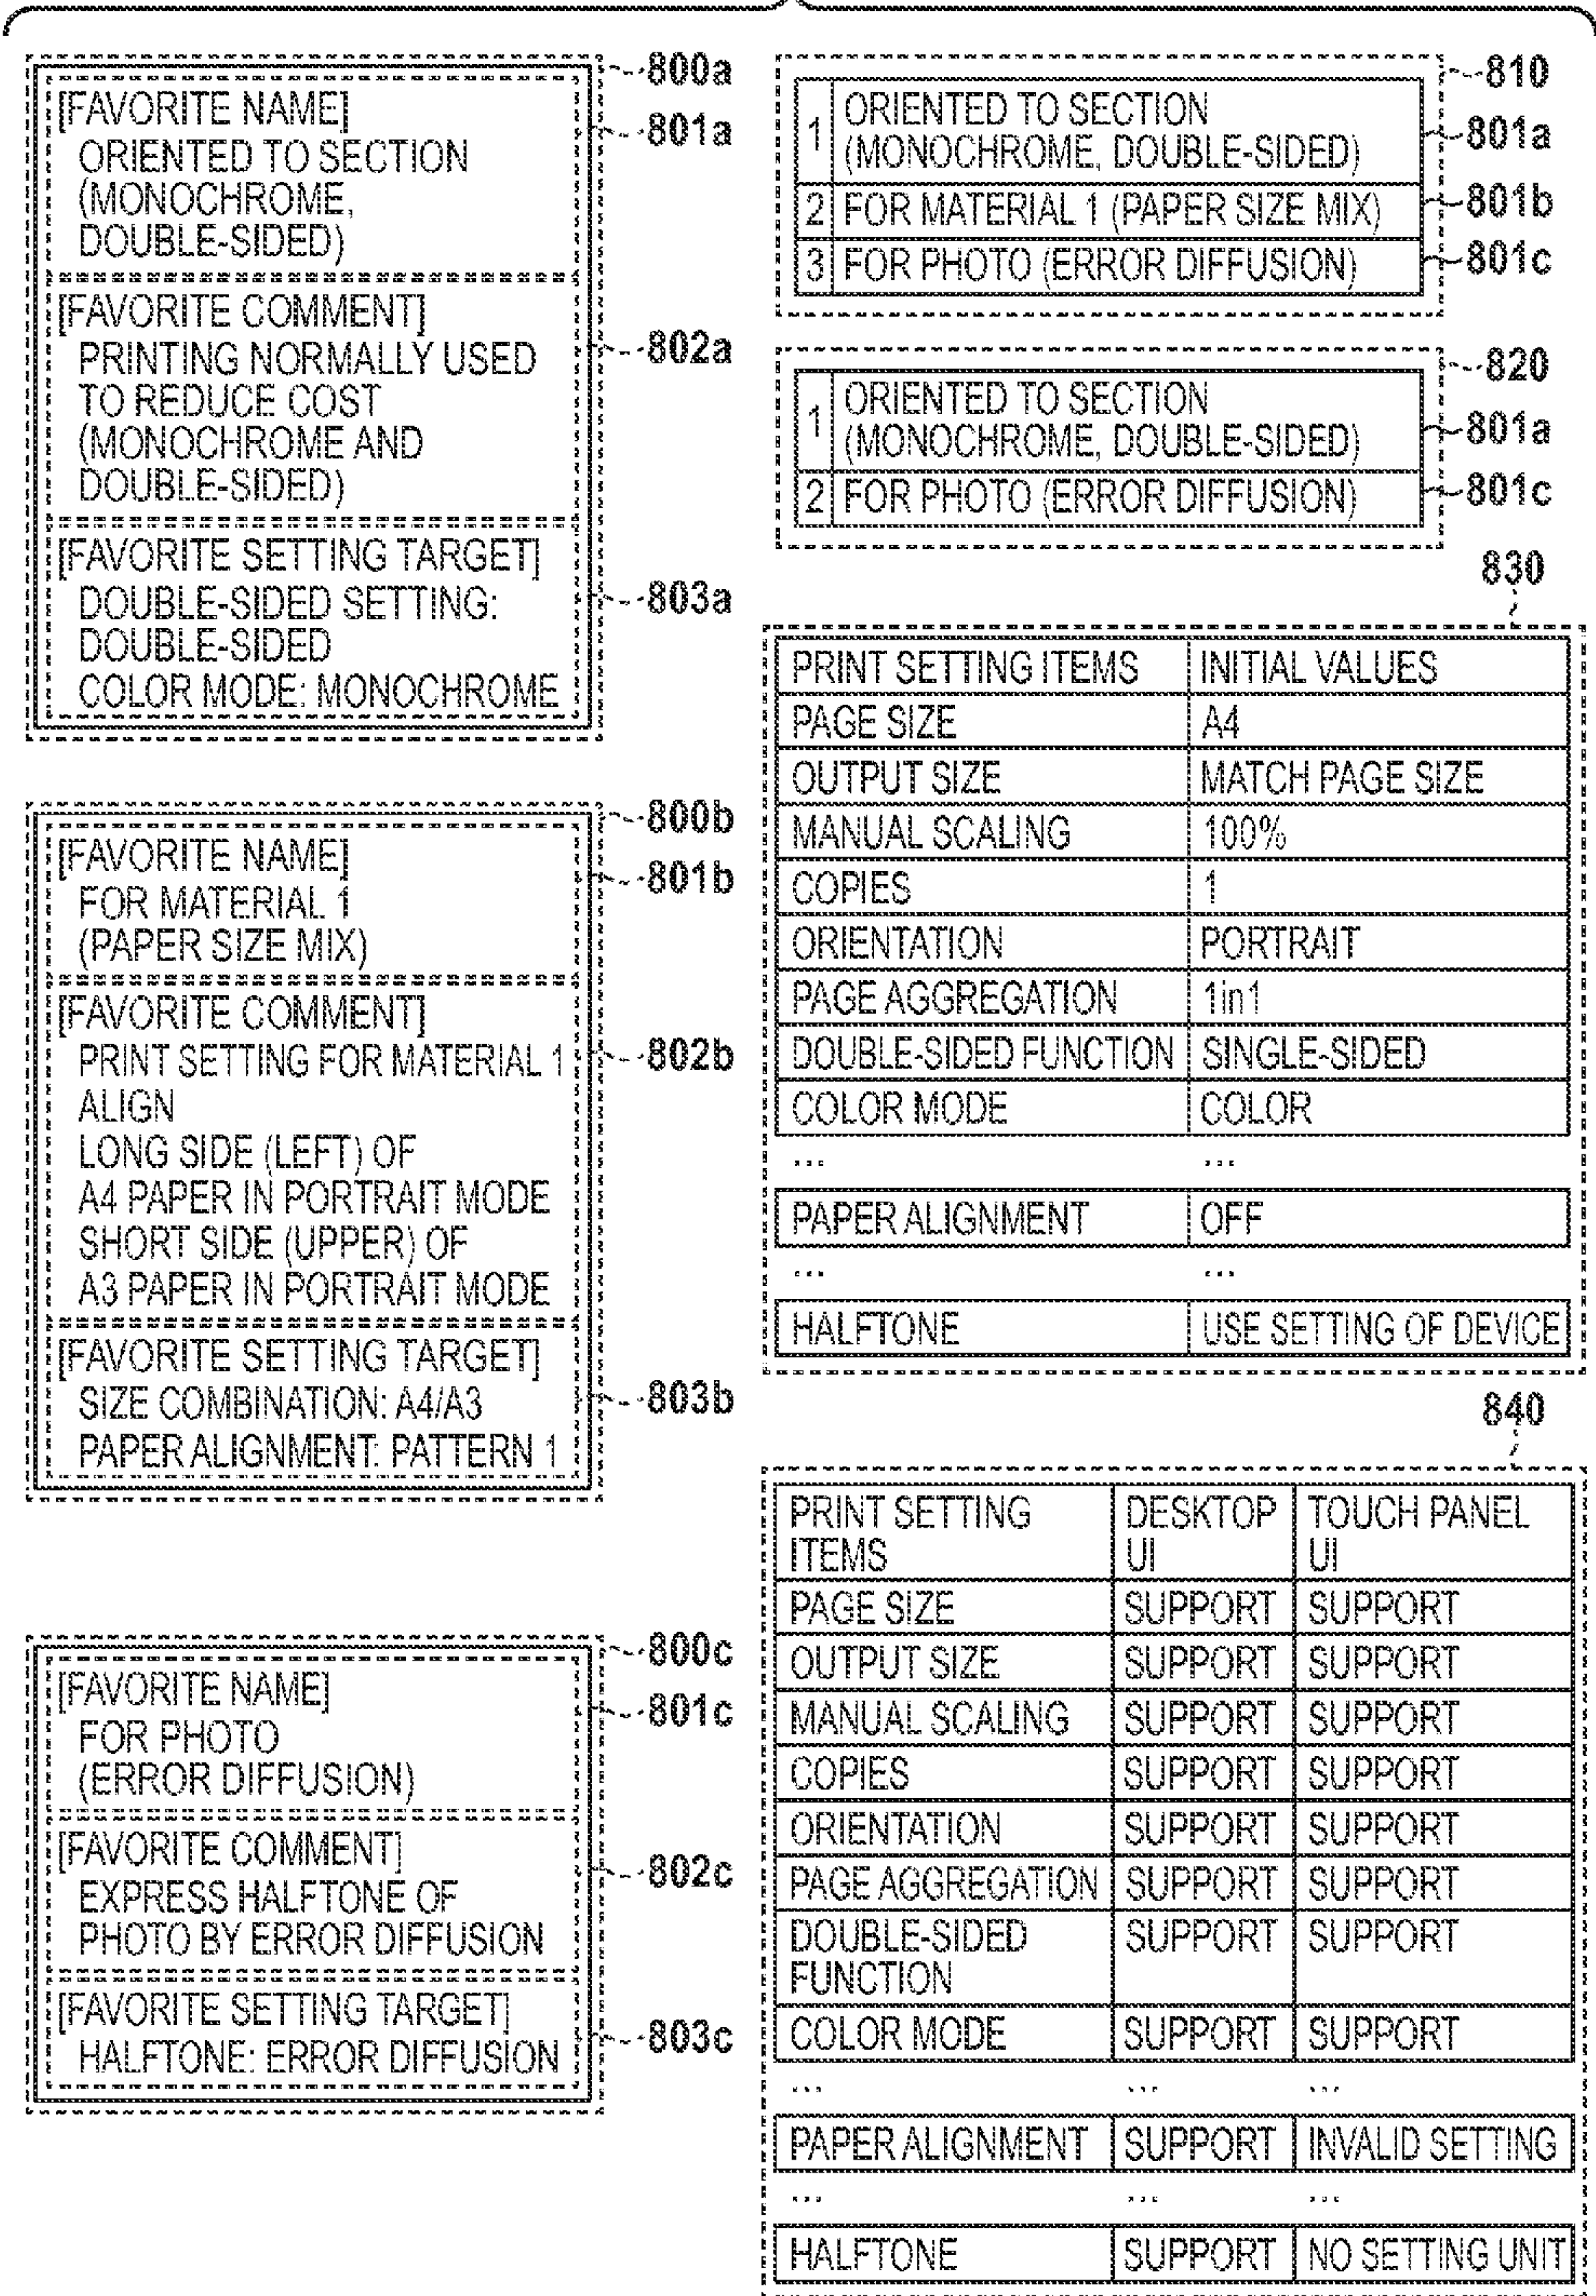 800a
[FAVORITE NAME]
801a
ORIENTED TO SECTION
(MONOCHROME,
DOUBLE-SIDED)
[FAVORITE COMMENT]
PRINTING NORMALLY USED
802a
TO REDUCE COST
(MONOCHROME AND
DOUBLE-SIDED)
[FAVORITE SETTING TARGET]
DOUBLE-SIDED SETTING:
803a
DOUBLE-SIDED
COLOR MODE: MONOCHROME
800b
[FAVORITE NAME]
801b
FOR MATERIAL 1
(PAPER SIZE MIX)
[FAVORITE COMMENT]
PRINT SETTING FOR MATERIAL 1
802b
ALIGN
LONG SIDE (LEFT) OF
A4 PAPER IN PORTRAIT MODE
SHORT SIDE (UPPER) OF
A3 PAPER IN PORTRAIT MODE
[FAVORITE SETTING TARGET]
SIZE COMBINATION: A4/A3
803b
PAPER ALIGNMENT: PATTERN 1
800c
[FAVORITE NAME]
801c
FOR PHOTO
(ERROR DIFFUSION)
[FAVORITE COMMENT]
802c
EXPRESS HALFTONE OF
PHOTO BY ERROR DIFFUSION
[FAVORITE SETTING TARGET]
HALFTONE: ERROR DIFFUSION
803c
810
1 ORIENTED TO SECTION
(MONOCHROME, DOUBLE-SIDED)
801a
2 FOR MATERIAL 1 (PAPER SIZE MIX)
801b
3 FOR PHOTO (ERROR DIFFUSION)
801c
820
1 ORIENTED TO SECTION
(MONOCHROME, DOUBLE-SIDED)
801a
2 FOR PHOTO (ERROR DIFFUSION)
801c
830
PRINT SETTING ITEMS INITIAL VALUES
PAGE SIZE A4
OUTPUT SIZE MATCH PAGE SIZE
MANUAL SCALING 100%
COPIES 1
ORIENTATION PORTRAIT
PAGE AGGREGATION 1in1
DOUBLE-SIDED FUNCTION SINGLE-SIDED
COLOR MODE COLOR
... ...
PAPER ALIGNMENT OFF
... ...
HALFTONE USE SETTING OF DEVICE
840
PRINT SETTING DESKTOP TOUCH PANEL
ITEMS UI UI
PAGE SIZE SUPPORT SUPPORT
OUTPUT SIZE SUPPORT SUPPORT
MANUAL SCALING SUPPORT SUPPORT
COPIES SUPPORT SUPPORT
ORIENTATION SUPPORT SUPPORT
PAGE AGGREGATION SUPPORT SUPPORT
DOUBLE-SIDED SUPPORT SUPPORT
FUNCTION
COLOR MODE SUPPORT SUPPORT
... ... ...
PAPER ALIGNMENT SUPPORT INVALID SETTING
... ... ...
HALFTONE SUPPORT NO SETTING UNIT